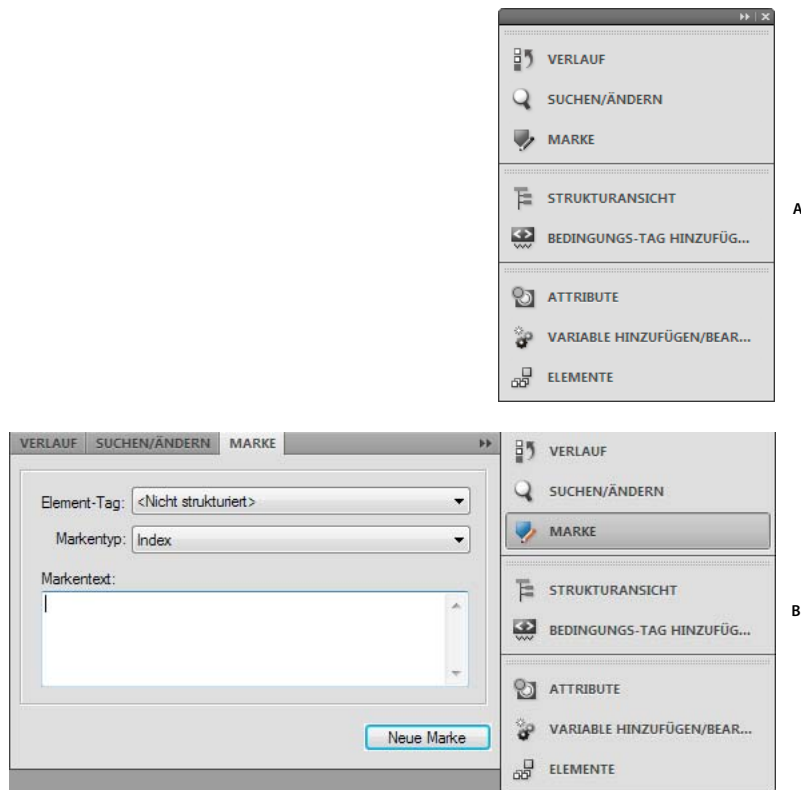 VERLAUF
SUCHEN/ÄNDERN
MARKE
STRUKTURANSICHT
A
BEDINGUNGS-TAG HINZUFÜG...
ATTRIBUTE
VARIABLE HINZUFÜGEN/BEAR...
ELEMENTE
VERLAUF SUCHEN/ÄNDERN MARKE
Element-Tag: <Nicht strukturiert>
Markentyp: Index
Markentext:
Neue Marke
VERLAUF
SUCHEN/ÄNDERN
MARKE
STRUKTURANSICHT
B
BEDINGUNGS-TAG HINZUFÜG...
ATTRIBUTE
VARIABLE HINZUFÜGEN/BEAR...
ELEMENTE